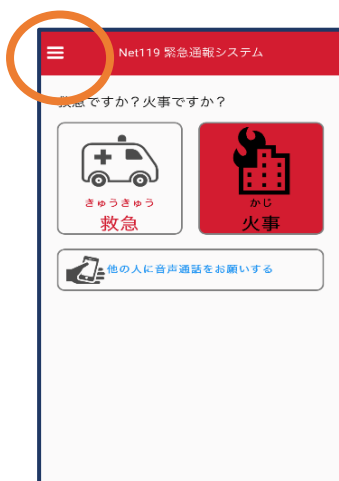 Net119 緊急通報システム
救急ですか？火事ですか？
きゅうきゅう
救急
かじ
火事
他の人に音声通話をお願いする